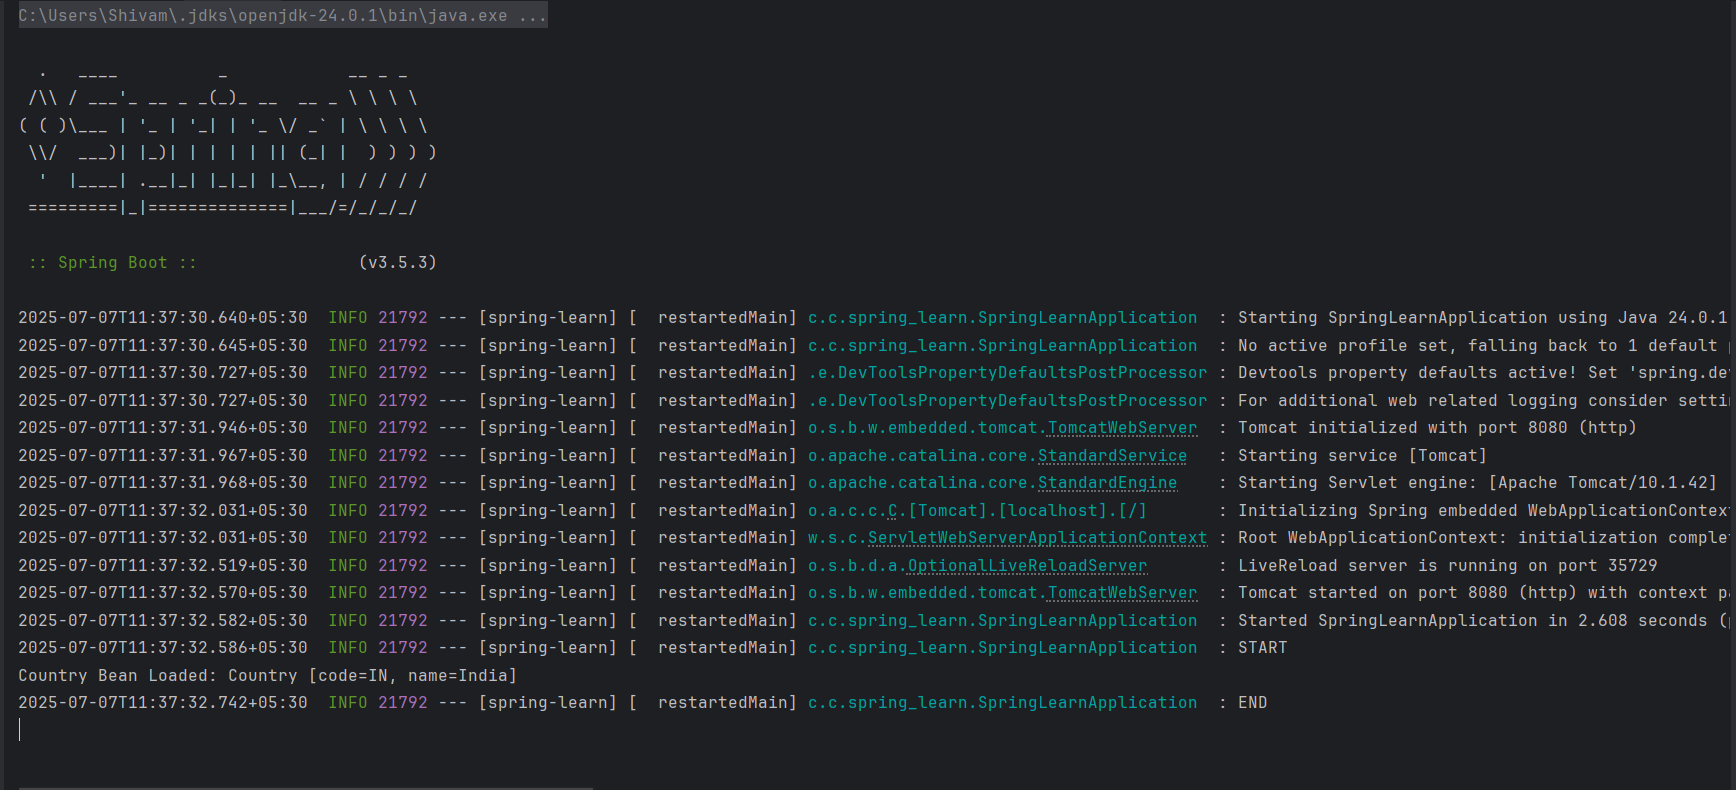 C:\Users\Shivam\.jdks\openjdk-24.0.1\bin\java.exe ...
  .   ____          _            __ _ _
 /\\ / ___'_ __ _ _(_)_ __  __ _ \ \ \ \
( ( )\___ | '_ | '_| | '_ \/ _` | \ \ \ \
 \\/  ___)| |_)| | | | | || (_| |  ) ) ) )
  '  |____| .__|_| |_|_| |_\__, | / / / /
 =========|_|==============|___/=/_/_/_/
 :: Spring Boot ::                (v3.5.3)
2025-07-07T11:37:30.640+05:30  INFO 21792 --- [spring-learn] [  restartedMain] c.c.spring_learn.SpringLearnApplication  : Starting SpringLearnApplication using Java 24.0.1
2025-07-07T11:37:30.645+05:30  INFO 21792 --- [spring-learn] [  restartedMain] c.c.spring_learn.SpringLearnApplication  : No active profile set, falling back to 1 default
2025-07-07T11:37:30.727+05:30  INFO 21792 --- [spring-learn] [  restartedMain] .e.DevToolsPropertyDefaultsPostProcessor : Devtools property defaults active! Set 'spring.de
2025-07-07T11:37:30.727+05:30  INFO 21792 --- [spring-learn] [  restartedMain] .e.DevToolsPropertyDefaultsPostProcessor : For additional web related logging consider setti
2025-07-07T11:37:31.946+05:30  INFO 21792 --- [spring-learn] [  restartedMain] o.s.b.w.embedded.tomcat.TomcatWebServer  : Tomcat initialized with port 8080 (http)
2025-07-07T11:37:31.967+05:30  INFO 21792 --- [spring-learn] [  restartedMain] o.apache.catalina.core.StandardService   : Starting service [Tomcat]
2025-07-07T11:37:31.968+05:30  INFO 21792 --- [spring-learn] [  restartedMain] o.apache.catalina.core.StandardEngine    : Starting Servlet engine: [Apache Tomcat/10.1.42]
2025-07-07T11:37:32.031+05:30  INFO 21792 --- [spring-learn] [  restartedMain] o.a.c.c.C.[Tomcat].[localhost].[/]       : Initializing Spring embedded WebApplicationContext
2025-07-07T11:37:32.031+05:30  INFO 21792 --- [spring-learn] [  restartedMain] w.s.c.ServletWebServerApplicationContext : Root WebApplicationContext: initialization complet
2025-07-07T11:37:32.519+05:30  INFO 21792 --- [spring-learn] [  restartedMain] o.s.b.d.a.OptionalLiveReloadServer       : LiveReload server is running on port 35729
2025-07-07T11:37:32.570+05:30  INFO 21792 --- [spring-learn] [  restartedMain] o.s.b.w.embedded.tomcat.TomcatWebServer  : Tomcat started on port 8080 (http) with context pa
2025-07-07T11:37:32.582+05:30  INFO 21792 --- [spring-learn] [  restartedMain] c.c.spring_learn.SpringLearnApplication  : Started SpringLearnApplication in 2.608 seconds (
2025-07-07T11:37:32.586+05:30  INFO 21792 --- [spring-learn] [  restartedMain] c.c.spring_learn.SpringLearnApplication  : START
Country Bean Loaded: Country [code=IN, name=India]
2025-07-07T11:37:32.742+05:30  INFO 21792 --- [spring-learn] [  restartedMain] c.c.spring_learn.SpringLearnApplication  : END